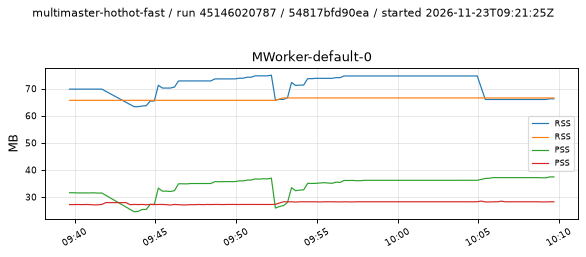 multimaster-hothot-fast / run 45146020787 / 54817bfd90ea / started 2026-11-23T09:21:25Z
MWorker-default-0
MB
70
60
50
40
30
RSS
RSS
PSS
PSS
09:40
09:45
09:50
09:55
10:00
10:05
10:10